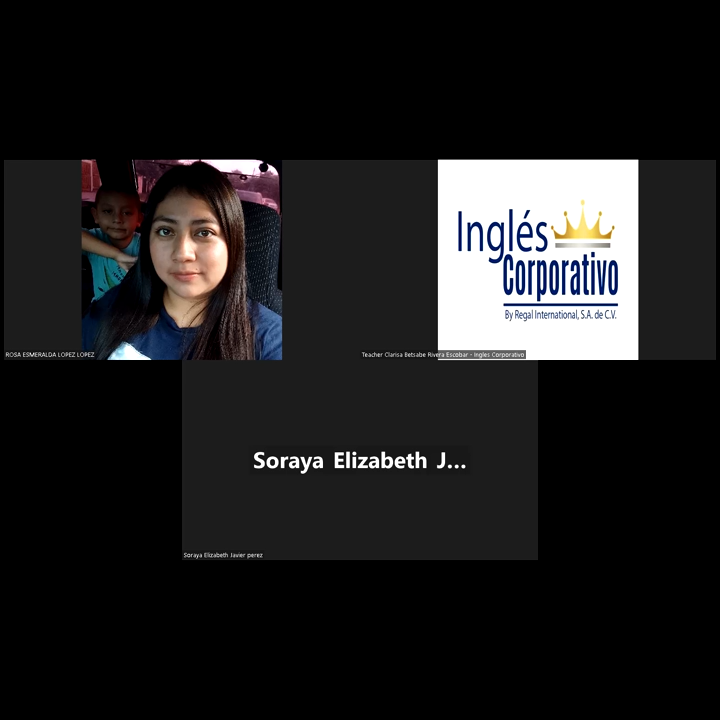 Inglés
Corporativo
By Regal International, S.A. de C.V.
ROSA ESMERALDA LOPEZ LOPEZ
Teacher Clarisa Betsabe Rivera Escobar - Ingles Corporativo
Soraya Elizabeth J...
Soraya Elizabeth Javier perez